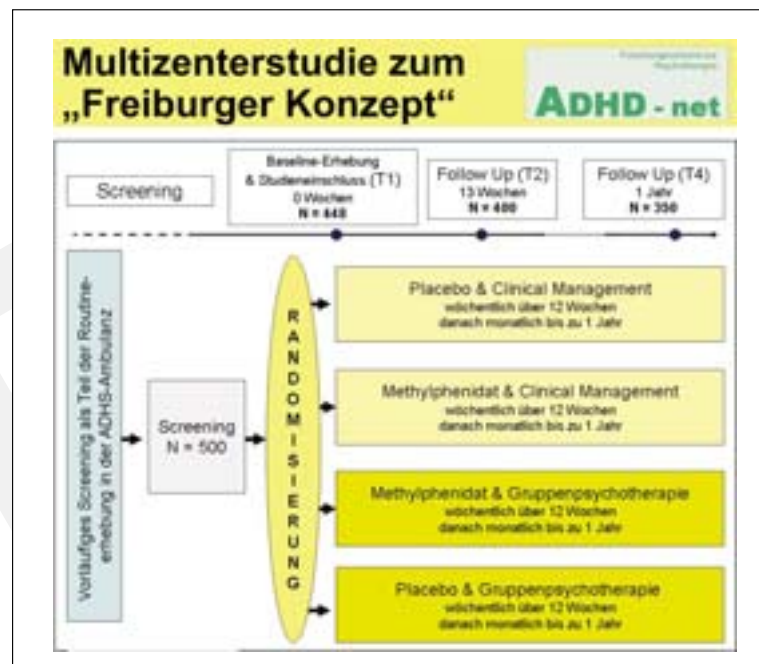 Multizenterstudie zum
„Freiburger Konzept“
ADHD - net
Screening
Baseline-Erhebung
& Studieneinschluss (T1)
0 Wochen
N = 448
Follow Up (T2)
13 Wochen
N = 400
Follow Up (T4)
1 Jahr
N = 350
Vorläufiges Screening als Teil der Routine-
erhebung in der ADHS-Ambulanz
Screening
N = 500
RANDOMISIERUNG
Placebo & Clinical Management
wöchentlich über 12 Wochen
danach monatlich bis zu 1 Jahr
Methylphenidat & Clinical Management
wöchentlich über 12 Wochen
danach monatlich bis zu 1 Jahr
Methylphenidat & Gruppenpsychotherapie
wöchentlich über 12 Wochen
danach monatlich bis zu 1 Jahr
Placebo & Gruppenpsychotherapie
wöchentlich über 12 Wochen
danach monatlich bis zu 1 Jahr